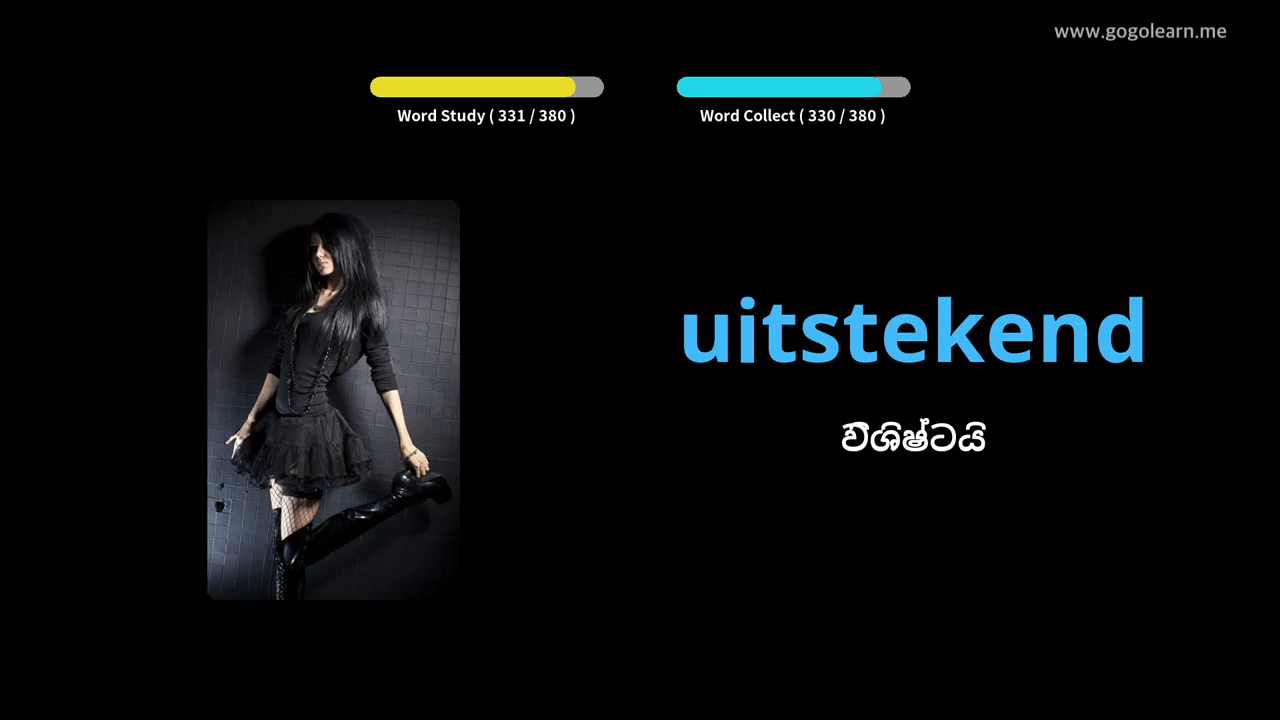 www.gogolearn.me
Word Study ( 331 / 380 )
Word Collect ( 330 / 380 )
uitstekend
විශිෂ්ටයි